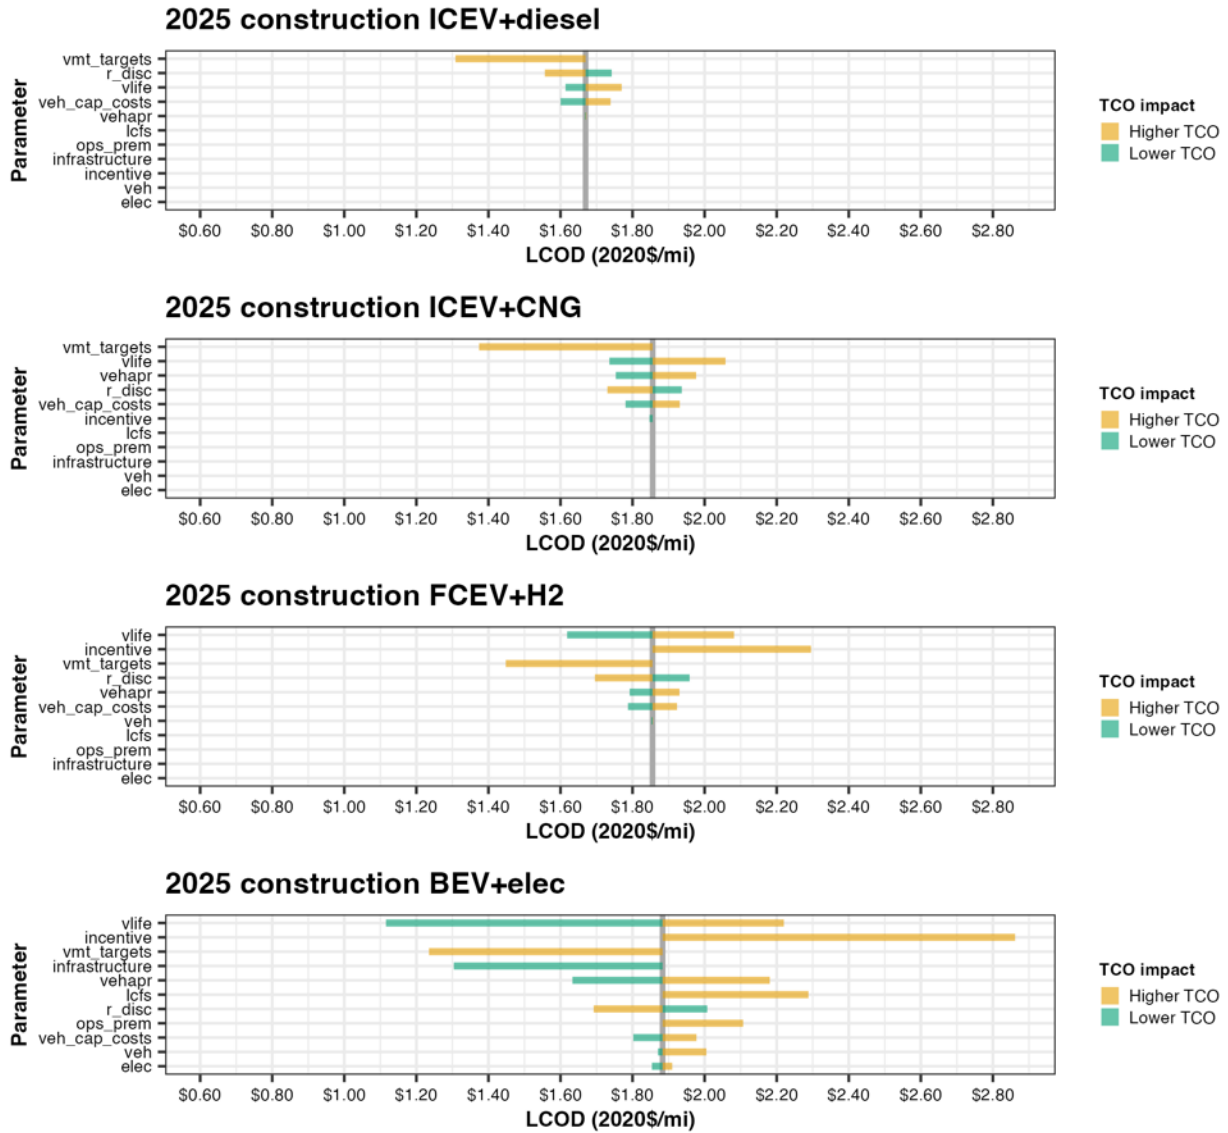 2025 construction ICEV+diesel
Parameter
vmt_targets
r_disc
vlife
veh_cap_costs
vehapr
lcfs
ops_prem
infrastructure
incentive
veh
elec
$0.60 $0.80 $1.00 $1.20 $1.40 $1.60 $1.80 $2.00 $2.20 $2.40 $2.60 $2.80
LCOD (2020$/mi)
TCO impact
Higher TCO
Lower TCO
2025 construction ICEV+CNG
Parameter
vmt_targets
vlife
vehapr
r_disc
veh_cap_costs
incentive
lcfs
ops_prem
infrastructure
veh
elec
$0.60 $0.80 $1.00 $1.20 $1.40 $1.60 $1.80 $2.00 $2.20 $2.40 $2.60 $2.80
LCOD (2020$/mi)
TCO impact
Higher TCO
Lower TCO
2025 construction FCEV+H2
Parameter
vlife
incentive
vmt_targets
r_disc
vehapr
veh_cap_costs
veh
lcfs
ops_prem
infrastructure
elec
$0.60 $0.80 $1.00 $1.20 $1.40 $1.60 $1.80 $2.00 $2.20 $2.40 $2.60 $2.80
LCOD (2020$/mi)
TCO impact
Higher TCO
Lower TCO
2025 construction BEV+elec
Parameter
vlife
incentive
vmt_targets
infrastructure
vehapr
lcfs
r_disc
ops_prem
veh_cap_costs
veh
elec
$0.60 $0.80 $1.00 $1.20 $1.40 $1.60 $1.80 $2.00 $2.20 $2.40 $2.60 $2.80
LCOD (2020$/mi)
TCO impact
Higher TCO
Lower TCO